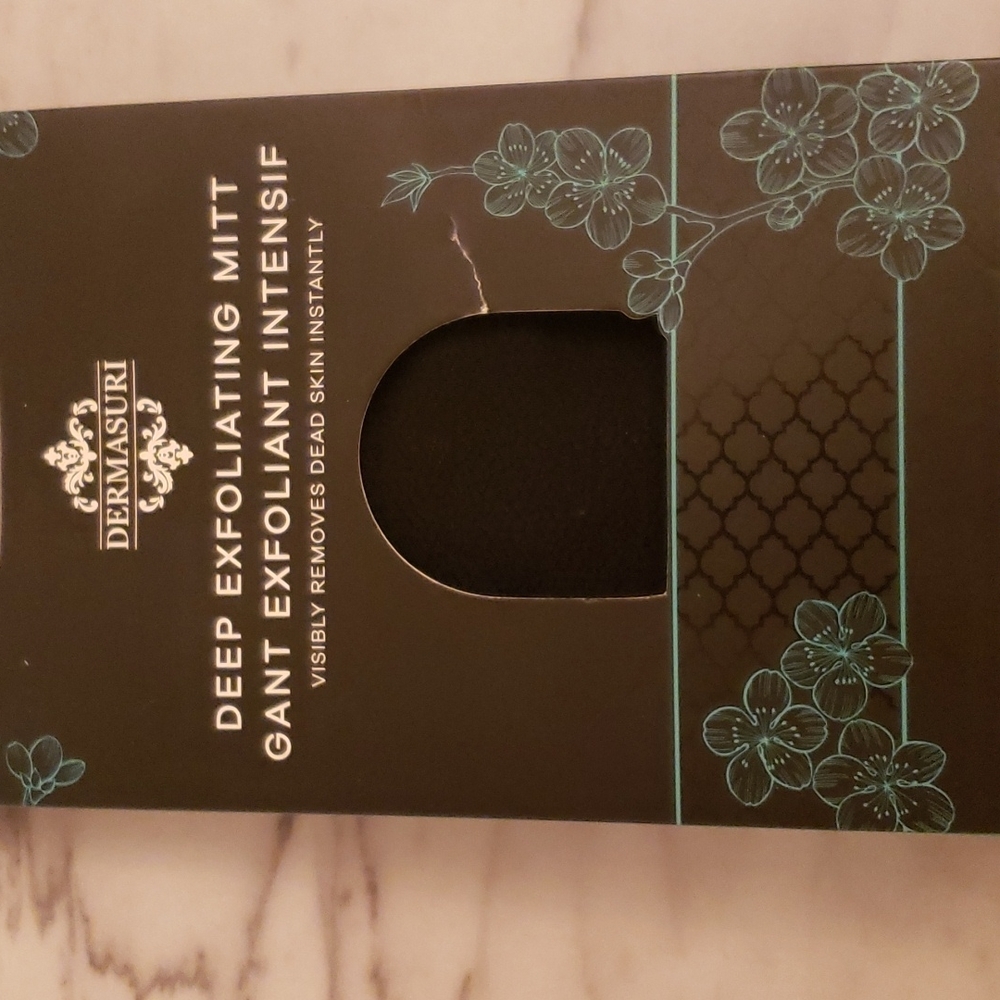 DERMASURI
DEEP EXFOLIATING MITT
GANT EXFOLIANT INTENSIF
VISIBLY REMOVES DEAD SKIN INSTANTLY